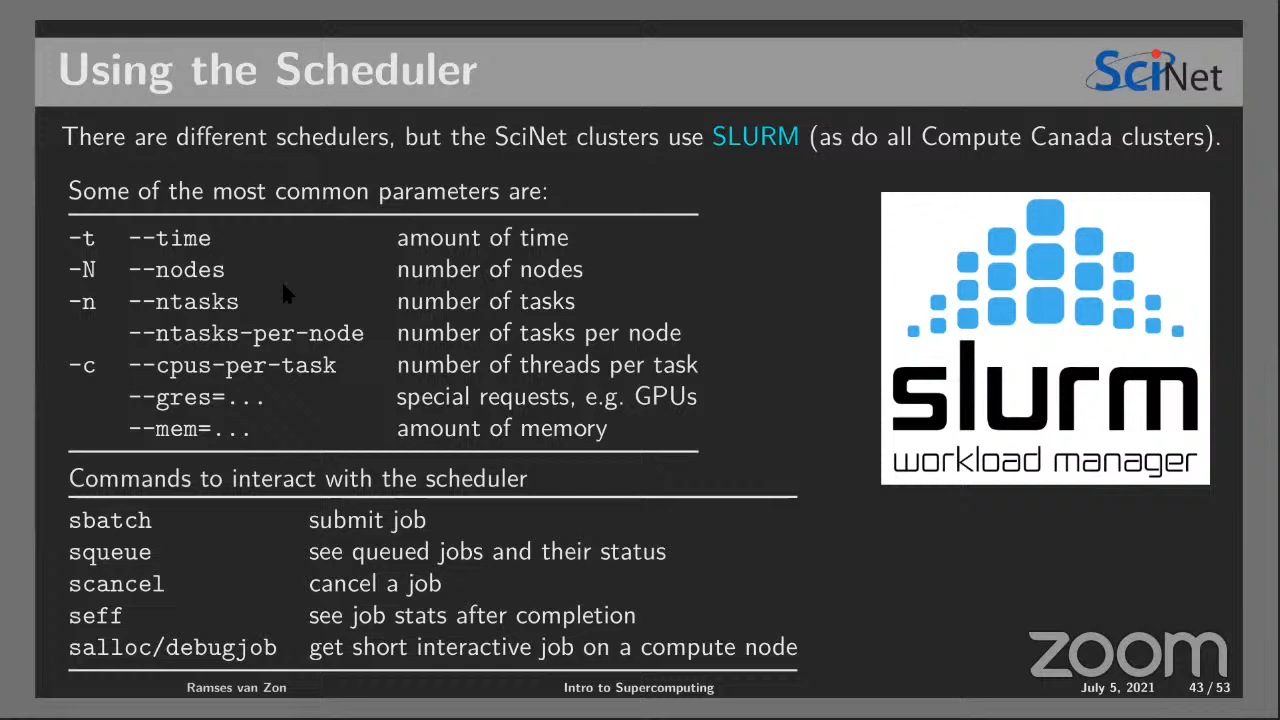 Using the Scheduler
SciNet
There are different schedulers, but the SciNet clusters use SLURM (as do all Compute Canada clusters).
Some of the most common parameters are:
-t --time amount of time
-N --nodes number of nodes
-n --ntasks number of tasks
--ntasks-per-node number of tasks per node
-c --cpus-per-task number of threads per task
--gres=... special requests, e.g. GPUs
--mem=... amount of memory
slurm
workload manager
Commands to interact with the scheduler
sbatch submit job
squeue see queued jobs and their status
scancel cancel a job
seff see job stats after completion
salloc/debugjob get short interactive job on a compute node
zoom
Ramses van Zon Intro to Supercomputing July 5, 2021 43 / 53